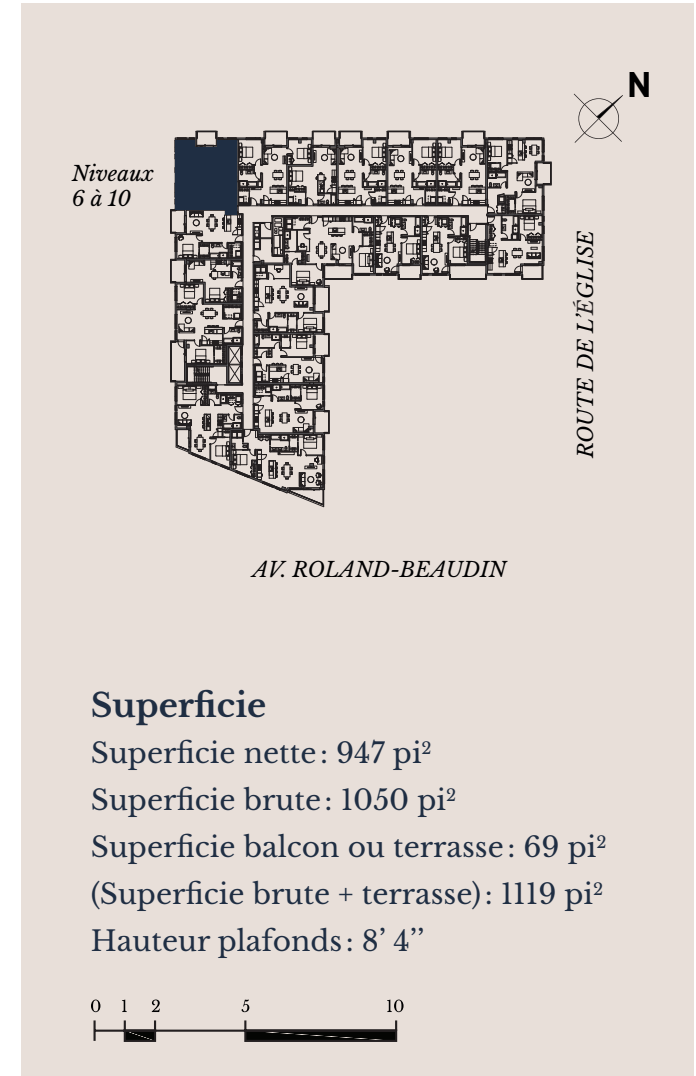 N
Niveaux
6 à 10
ROUTE DE L'ÉGLISE
AV. ROLAND-BEAUDIN
Superficie
Superficie nette : 947 pi²
Superficie brute : 1050 pi²
Superficie balcon ou terrasse : 69 pi²
(Superficie brute + terrasse) : 1119 pi²
Hauteur plafonds : 8’ 4’’
0 1 2 5 10